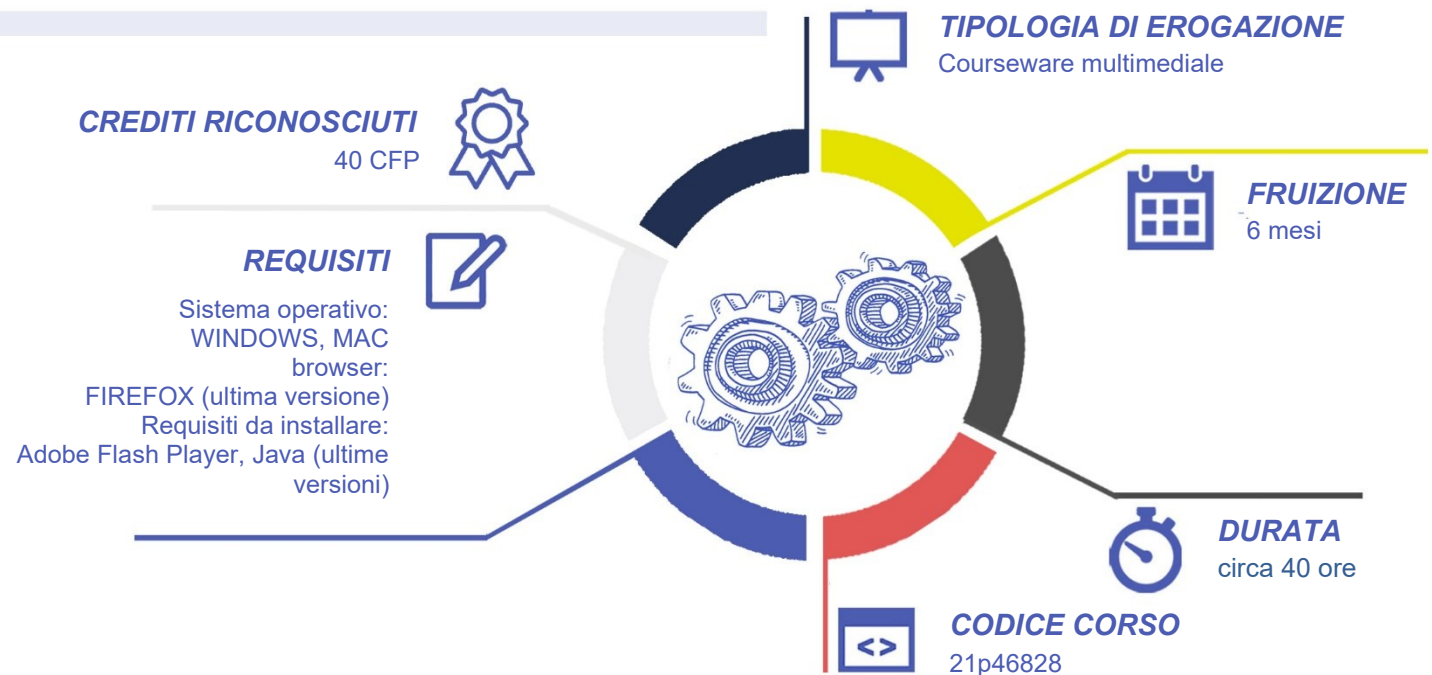 TIPOLOGIA DI EROGAZIONE
Courseware multimediale
CREDITI RICONOSCIUTI
40 CFP
FRUIZIONE
6 mesi
REQUISITI
Sistema operativo:
WINDOWS, MAC
browser:
FIREFOX (ultima versione)
Requisiti da installare:
Adobe Flash Player, Java (ultime
versioni)
DURATA
circa 40 ore
CODICE CORSO
<>
21p46828